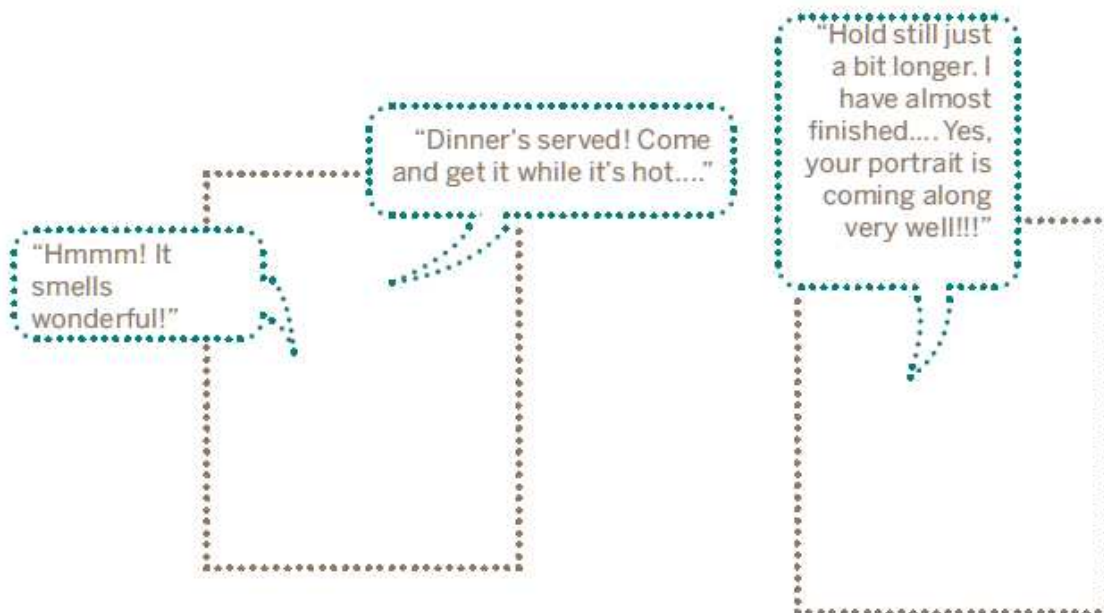 “Hmmm! It
smells
wonderful!”
“Dinner’s served! Come
and get it while it’s hot....”
“Hold still just
a bit longer. I
have almost
finished.... Yes,
your portrait is
coming along
very well!!!”